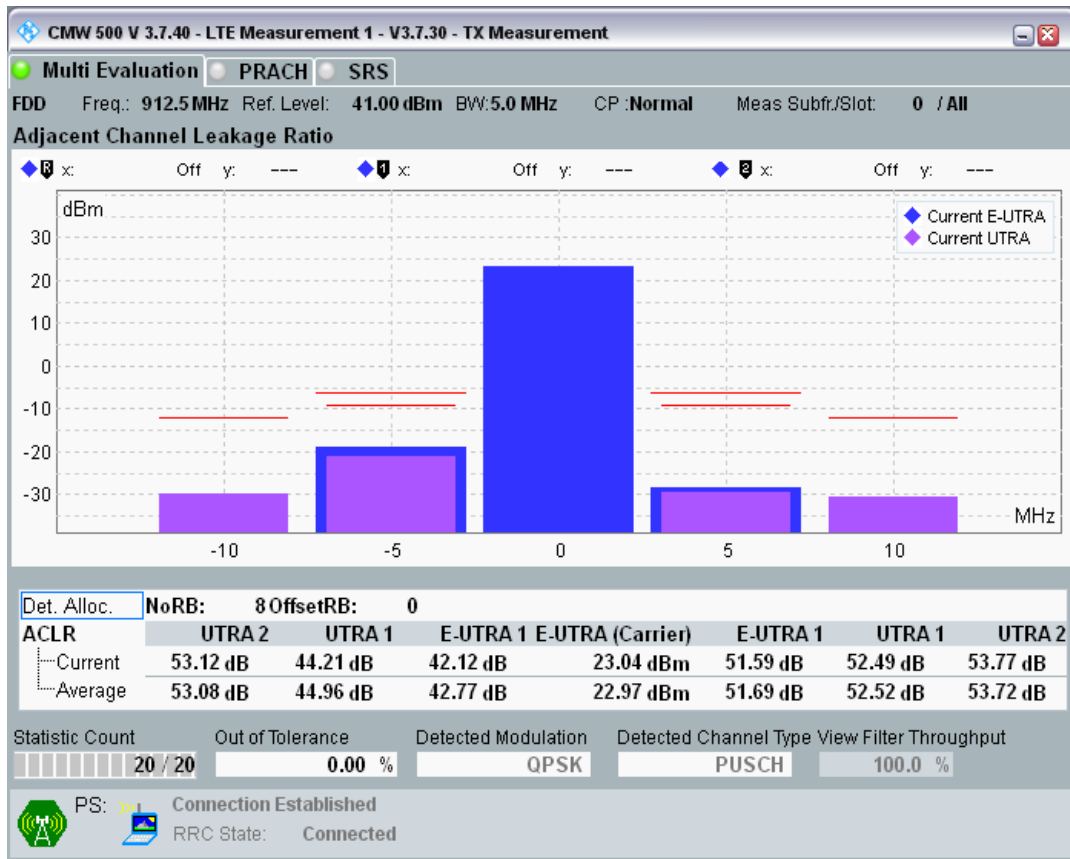 CMW 500 V 3.7.40 - LTE Measurement 1 - V3.7.30 - TX Measurement
Multi Evaluation PRACH SRS
FDD Freq.: 912.5 MHz Ref. Level: 41.00 dBm BW:5.0 MHz CP :Normal Meas Subfr./Slot: 0 / All
Adjacent Channel Leakage Ratio
R x: Off y: --- 1 x: Off y: --- 2 x: Off y: ---
dBm
Current E-UTRA
Current UTRA
30
20
10
0
-10
-20
-30
MHz
-10 -5 0 5 10
Det. Alloc. NoRB: 8 OffsetRB: 0
ACLR UTRA 2 UTRA 1 E-UTRA 1 E-UTRA (Carrier) E-UTRA 1 UTRA 1 UTRA 2
Current 53.12 dB 44.21 dB 42.12 dB 23.04 dBm 51.59 dB 52.49 dB 53.77 dB
Average 53.08 dB 44.96 dB 42.77 dB 22.97 dBm 51.69 dB 52.52 dB 53.72 dB
Statistic Count Out of Tolerance Detected Modulation Detected Channel Type View Filter Throughput
20 / 20 0.00 % QPSK PUSCH 100.0 %
PS: Connection Established
RRC State: Connected